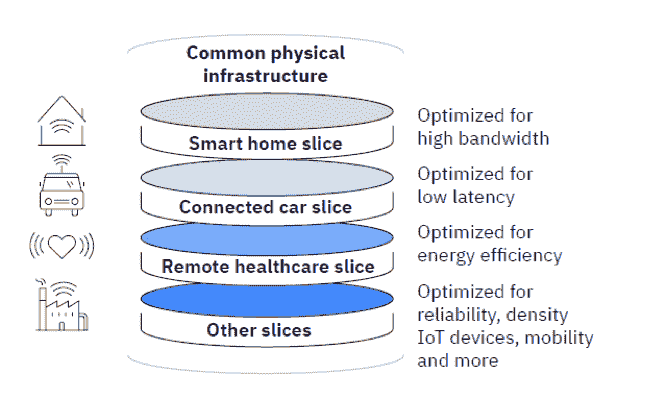 Common physical
infrastructure
Smart home slice
Optimized for
high bandwidth
Connected car slice
Optimized for
low latency
Remote healthcare slice
Optimized for
energy efficiency
Other slices
Optimized for
reliability, density
IoT devices, mobility
and more